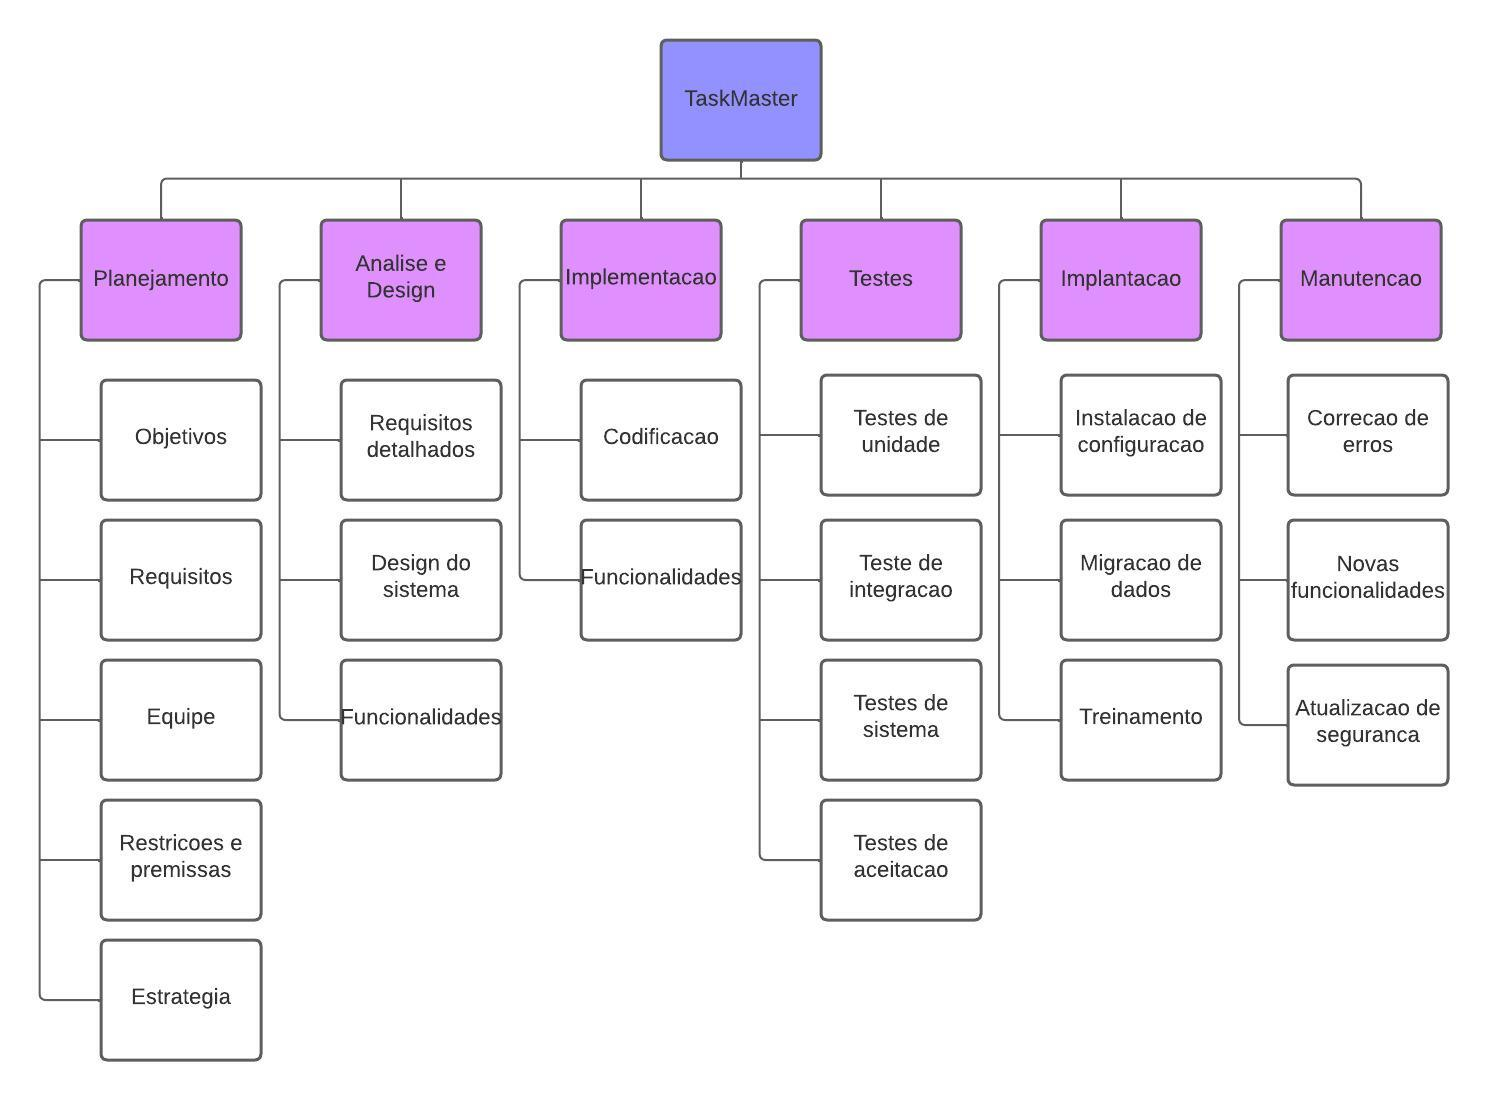 TaskMaster
Planejamento
Analise e
Design
Implementacao
Testes
Implantacao
Manutencao
Objetivos
Requisitos
Equipe
Restricoes e
premissas
Estrategia
Requisitos
detalhados
Design do
sistema
Funcionalidades
Codificacao
Funcionalidades
Testes de
unidade
Teste de
integracao
Testes de
sistema
Testes de
aceitacao
Instalacao de
configuracao
Migracao de
dados
Treinamento
Correcao de
erros
Novas
funcionalidades
Atualizacao de
seguranca